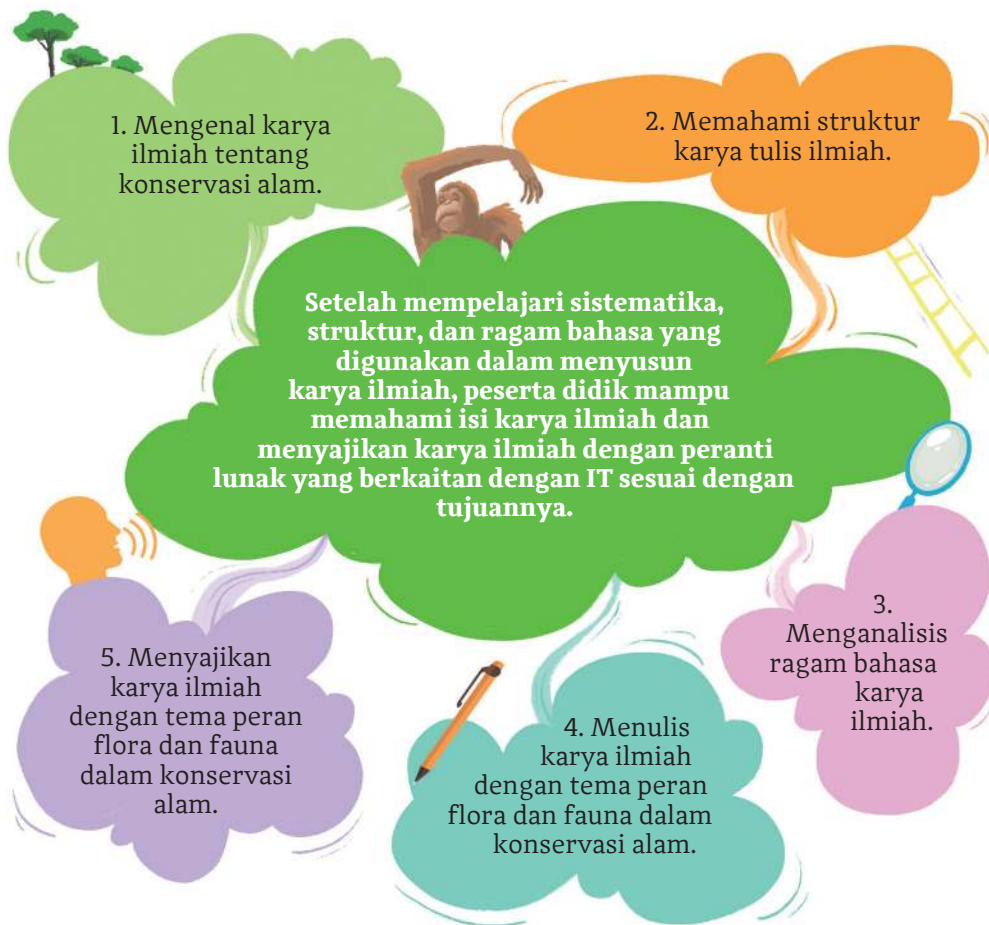 1. Mengenal karya
ilmiah tentang
konservasi alam.
2. Memahami struktur
karya tulis ilmiah.
Setelah mempelajari sistematika,
struktur, dan ragam bahasa yang
digunakan dalam menyusun
karya ilmiah, peserta didik mampu
memahami isi karya ilmiah dan
menyajikan karya ilmiah dengan peranti
lunak yang berkaitan dengan IT sesuai dengan
tujuannya.
3.
Menganalisis
ragam bahasa
karya
ilmiah.
4. Menulis
karya ilmiah
dengan tema peran
flora dan fauna dalam
konservasi alam.
5. Menyajikan
karya ilmiah
dengan tema peran
flora dan fauna
dalam konservasi
alam.